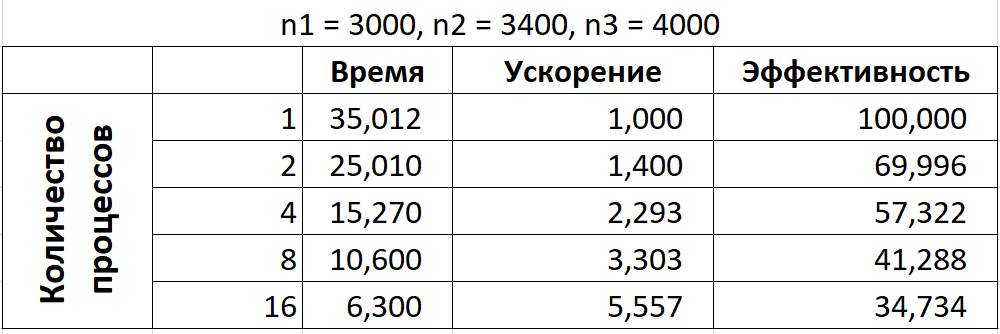 n1 = 3000, n2 = 3400, n3 = 4000
Время Ускорение Эффективность
Количество
процессов
1 35,012 1,000 100,000
2 25,010 1,400 69,996
4 15,270 2,293 57,322
8 10,600 3,303 41,288
16 6,300 5,557 34,734